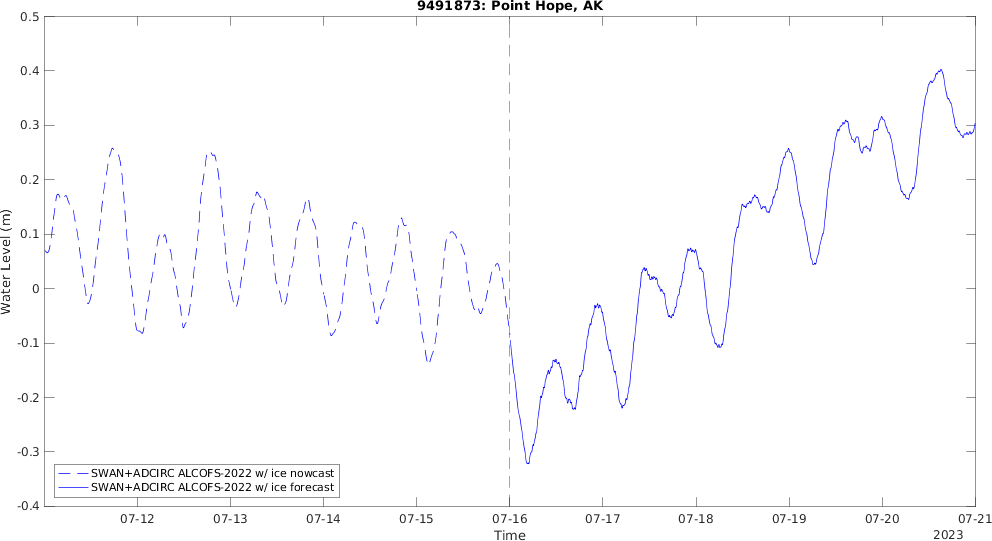 9491873: Point Hope, AK
0.5
0.4
0.3
0.2
0.1
0
-0.1
-0.2
-0.3
-0.4
Water Level (m)
SWAN+ADCIRC ALCOFS-2022 w/ ice nowcast
SWAN+ADCIRC ALCOFS-2022 w/ ice forecast
07-12 07-13 07-14 07-15 07-16 07-17 07-18 07-19 07-20 07-21
Time
2023